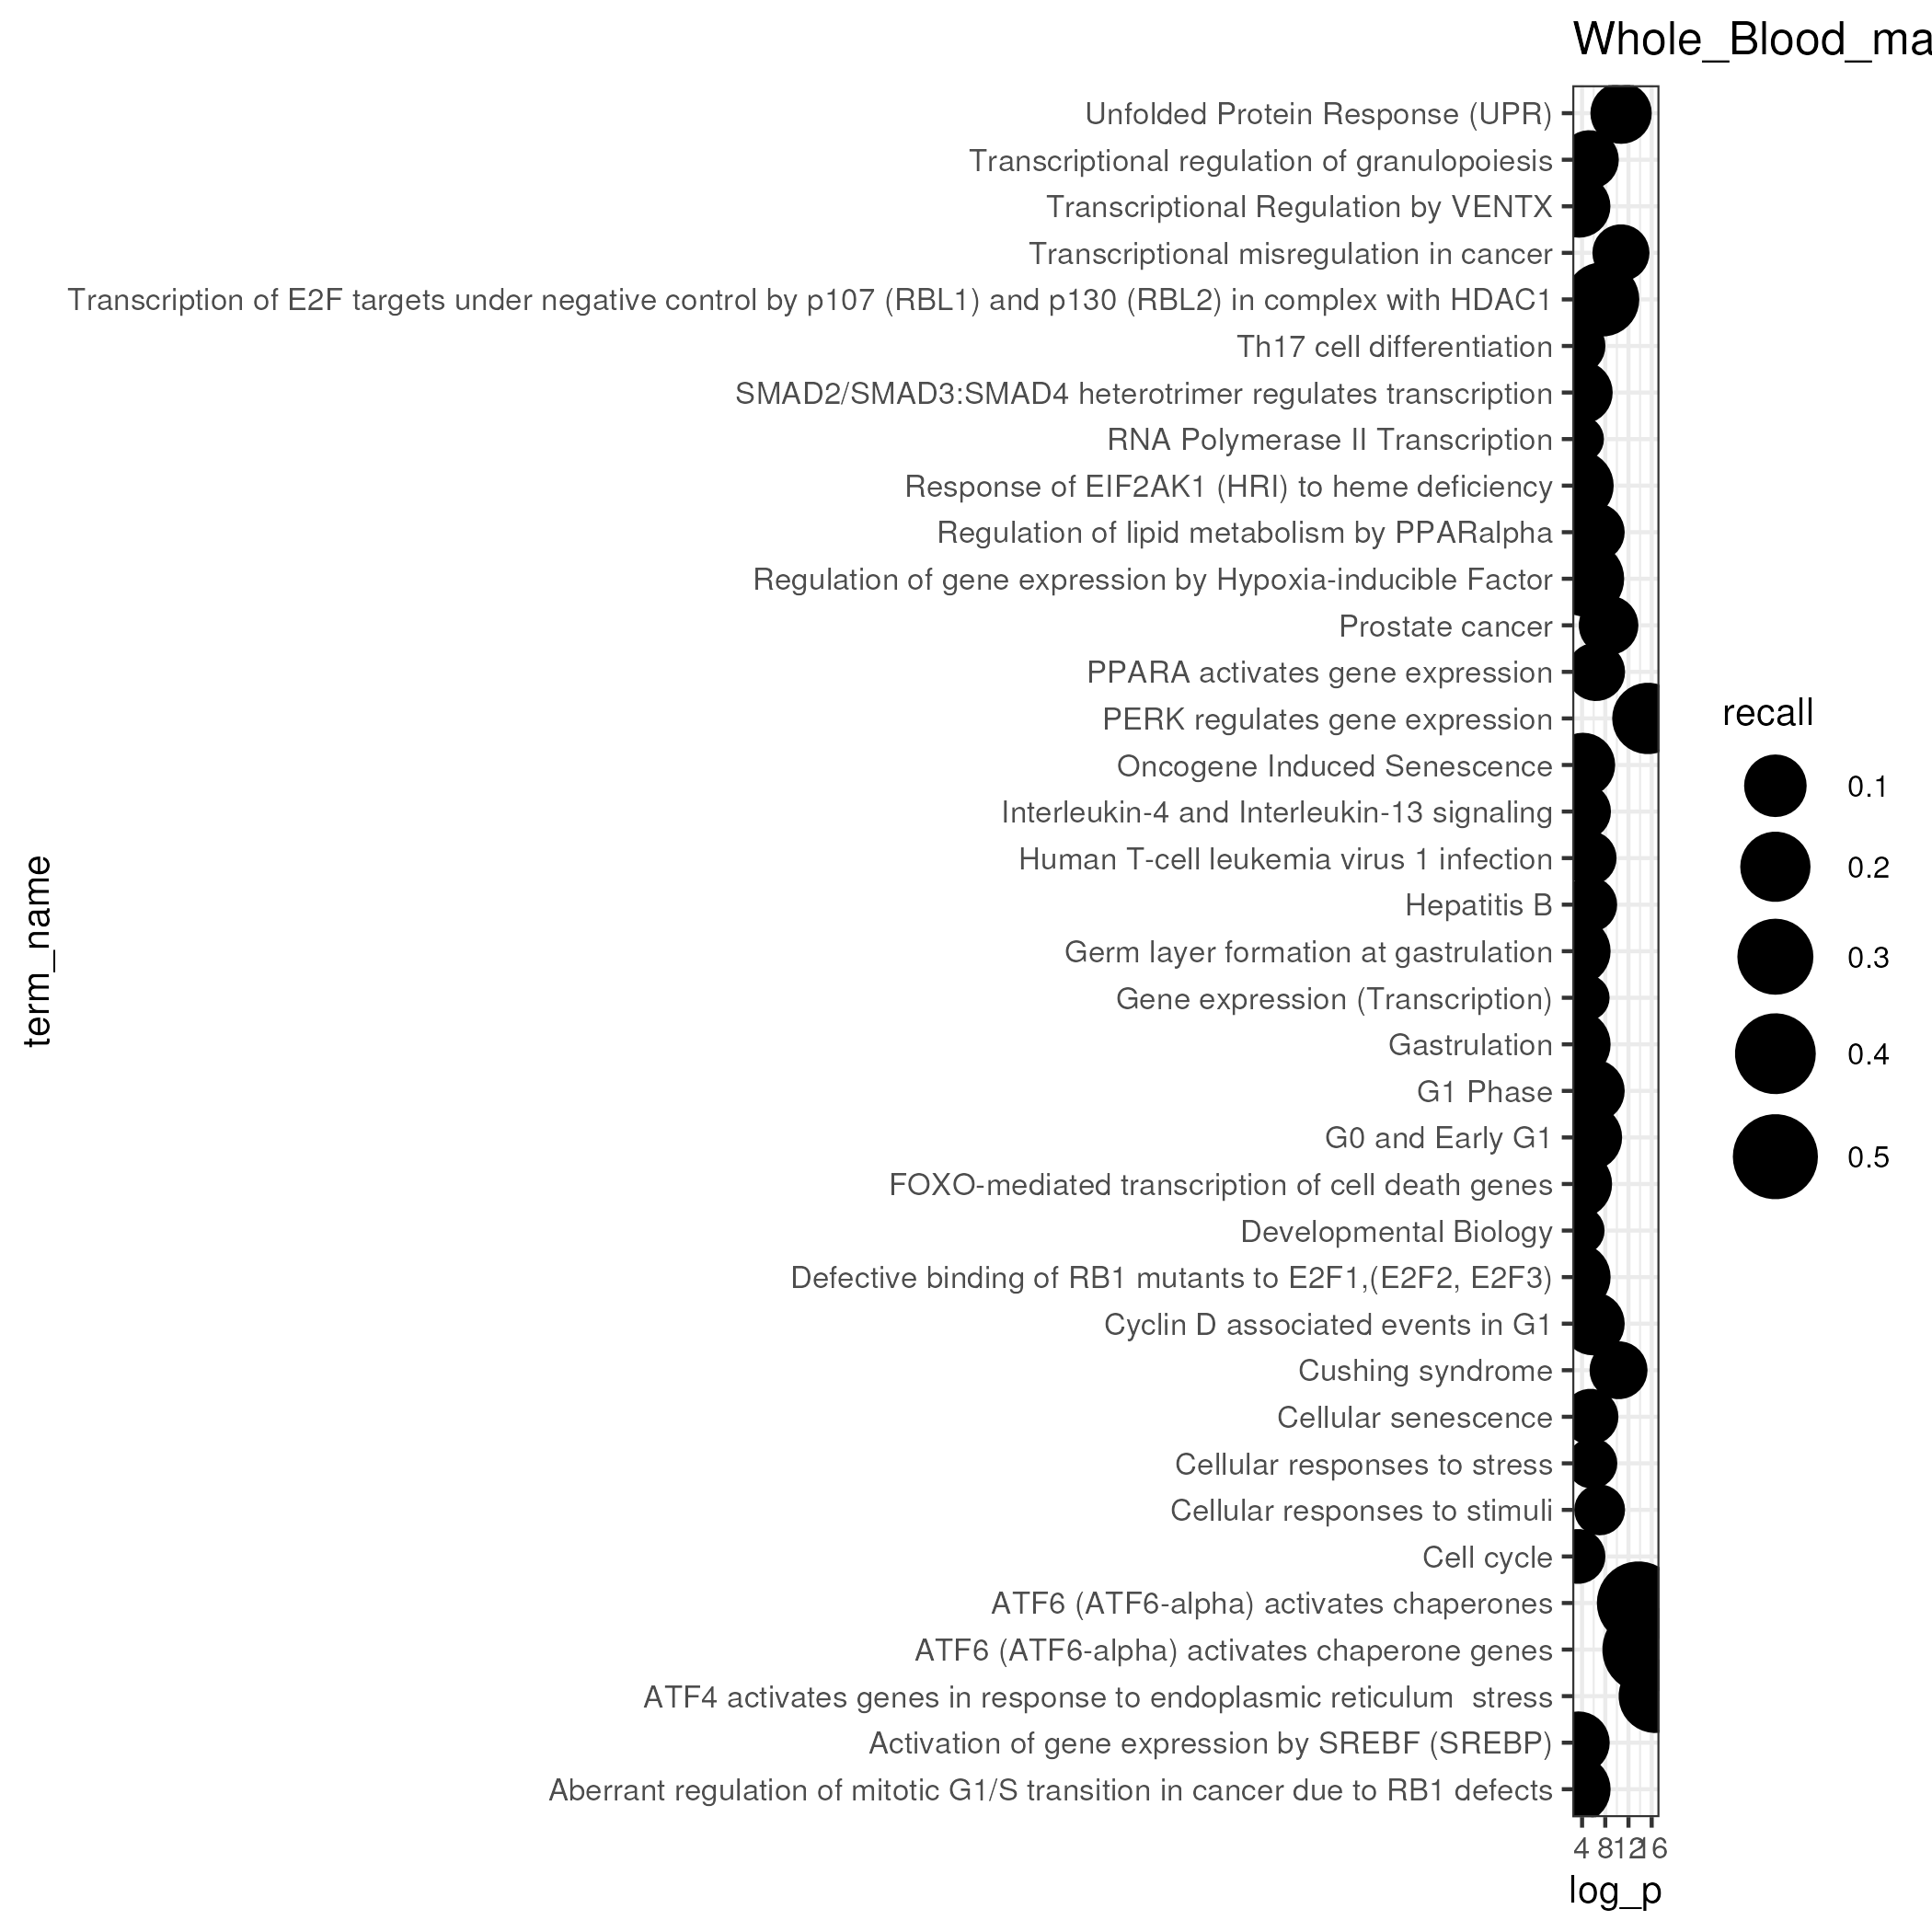 Whole_Blood_ma
Unfolded Protein Response (UPR)
Transcriptional regulation of granulopoiesis
Transcriptional Regulation by VENTX
Transcriptional misregulation in cancer
Transcription of E2F targets under negative control by p107 (RBL1) and p130 (RBL2) in complex with HDAC1
Th17 cell differentiation
SMAD2/SMAD3:SMAD4 heterotrimer regulates transcription
RNA Polymerase II Transcription
Response of EIF2AK1 (HRI) to heme deficiency
Regulation of lipid metabolism by PPARalpha
Regulation of gene expression by Hypoxia-inducible Factor
Prostate cancer
PPARA activates gene expression
PERK regulates gene expression
Oncogene Induced Senescence
Interleukin-4 and Interleukin-13 signaling
Human T-cell leukemia virus 1 infection
Hepatitis B
Germ layer formation at gastrulation
Gene expression (Transcription)
Gastrulation
G1 Phase
G0 and Early G1
FOXO-mediated transcription of cell death genes
Developmental Biology
Defective binding of RB1 mutants to E2F1,(E2F2, E2F3)
Cyclin D associated events in G1
Cushing syndrome
Cellular senescence
Cellular responses to stress
Cellular responses to stimuli
Cell cycle
ATF6 (ATF6-alpha) activates chaperones
ATF6 (ATF6-alpha) activates chaperone genes
ATF4 activates genes in response to endoplasmic reticulum  stress
Activation of gene expression by SREBF (SREBP)
Aberrant regulation of mitotic G1/S transition in cancer due to RB1 defects
4 8 12 16
log_p
term_name
recall
0.1
0.2
0.3
0.4
0.5